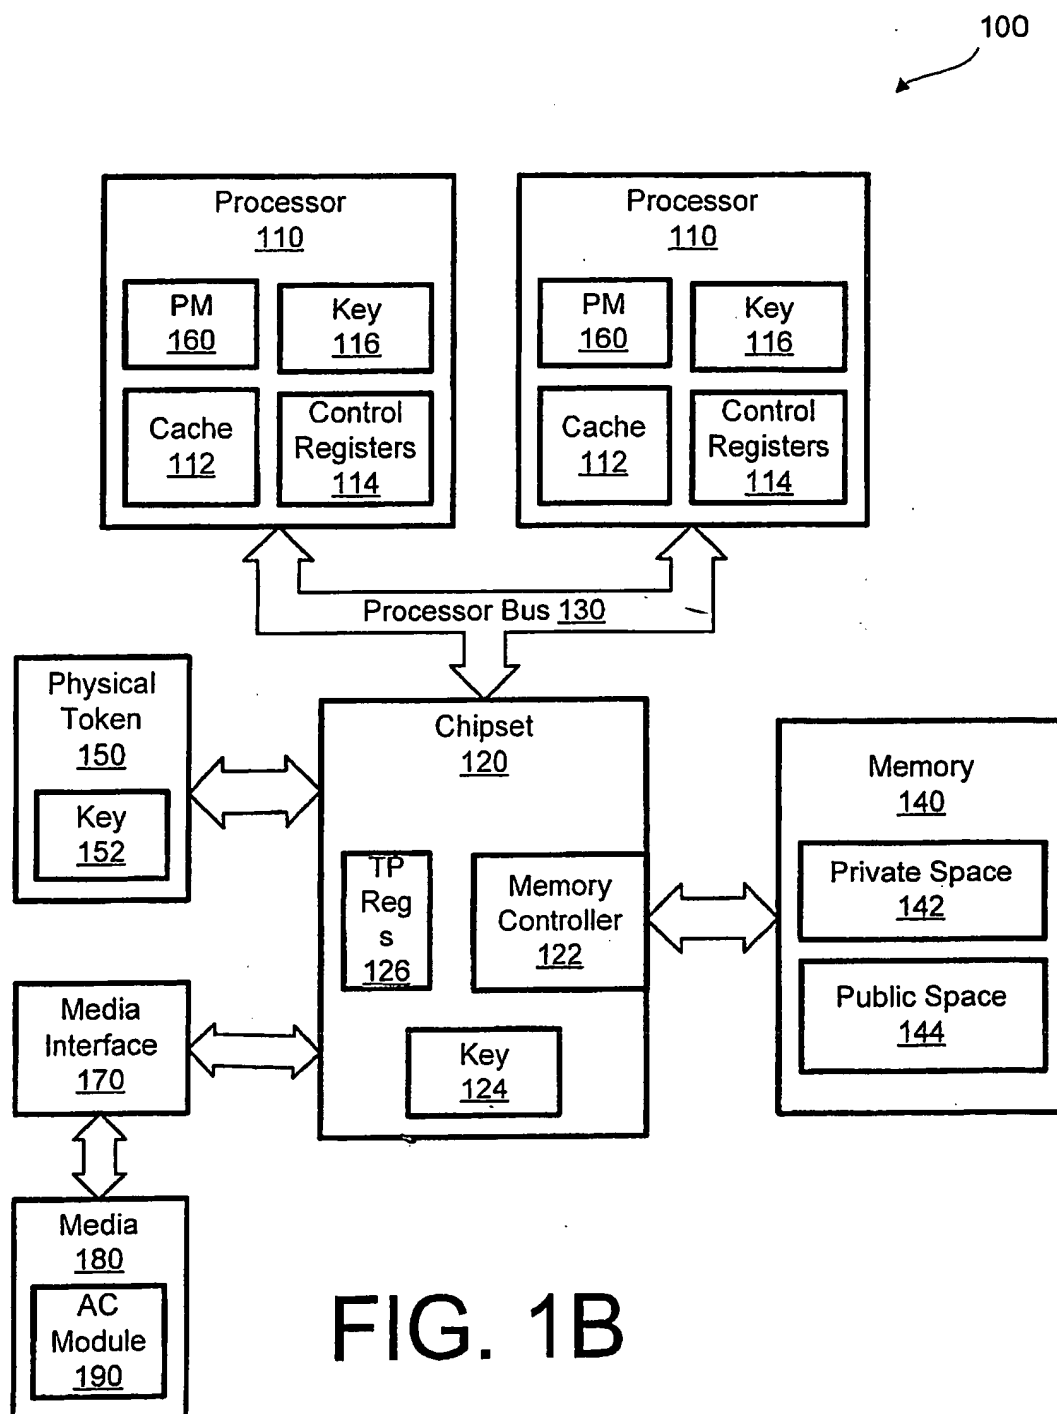 100
Processor
110
PM
160
Key
116
Cache
112
Control
Registers
114
Processor
110
PM
160
Key
116
Cache
112
Control
Registers
114
Processor Bus 130
Physical
Token
150
Key
152
Chipset
120
TP
Reg
s
126
Memory
Controller
122
Key
124
Memory
140
Private Space
142
Public Space
144
Media
Interface
170
Media
180
AC
Module
190
FIG. 1B